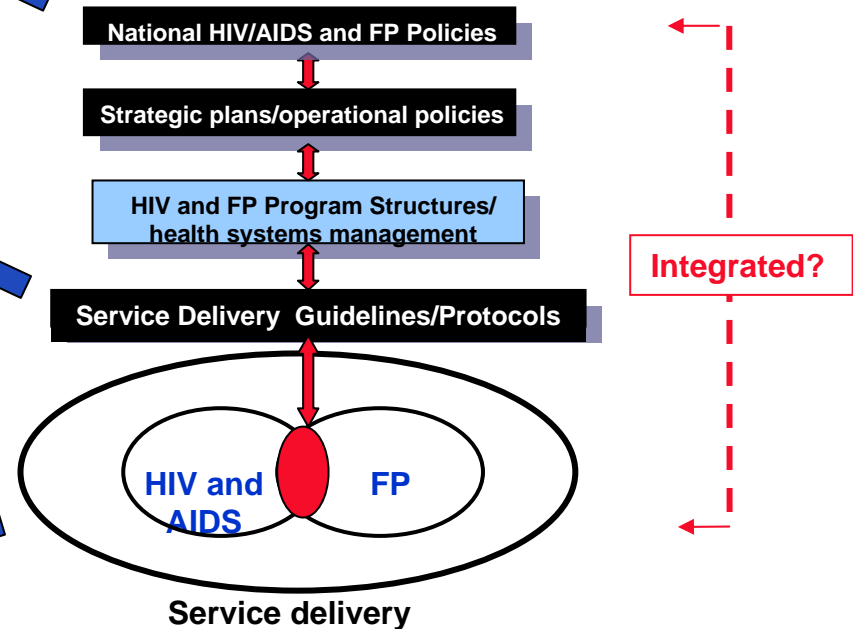 National HIV/AIDS and FP Policies
Strategic plans/operational policies
HIV and FP Program Structures/
health systems management
Integrated?
Service Delivery Guidelines/Protocols
HIV and
AIDS
FP
Service delivery